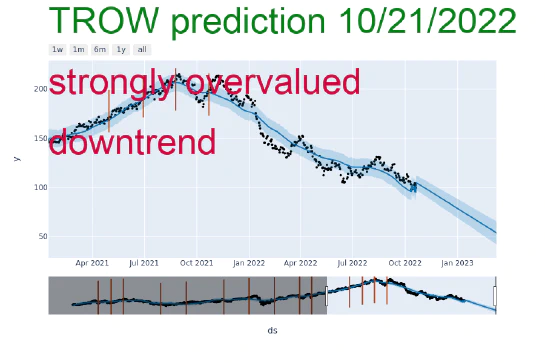 TROW prediction 10/21/2022
1w 1m 6m 1y all
strongly overvalued
downtrend
200
150
100
50
y
Apr 2021 Jul 2021 Oct 2021 Jan 2022 Apr 2022 Jul 2022 Oct 2022 Jan 2023
ds